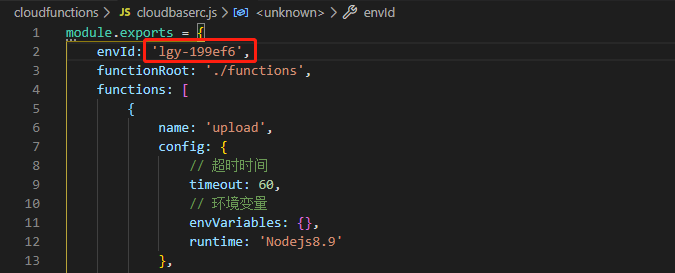 cloudfunctions > JS cloudbaserc.js > <unknown> > envId
1 module.exports = {
2 envId: 'lgy-199ef6',
3 functionRoot: './functions',
4 functions: [
5 {
6 name: 'upload',
7 config: {
8 // 超时时间
9 timeout: 60,
10 // 环境变量
11 envVariables: {},
12 runtime: 'Nodejs8.9'
13 },